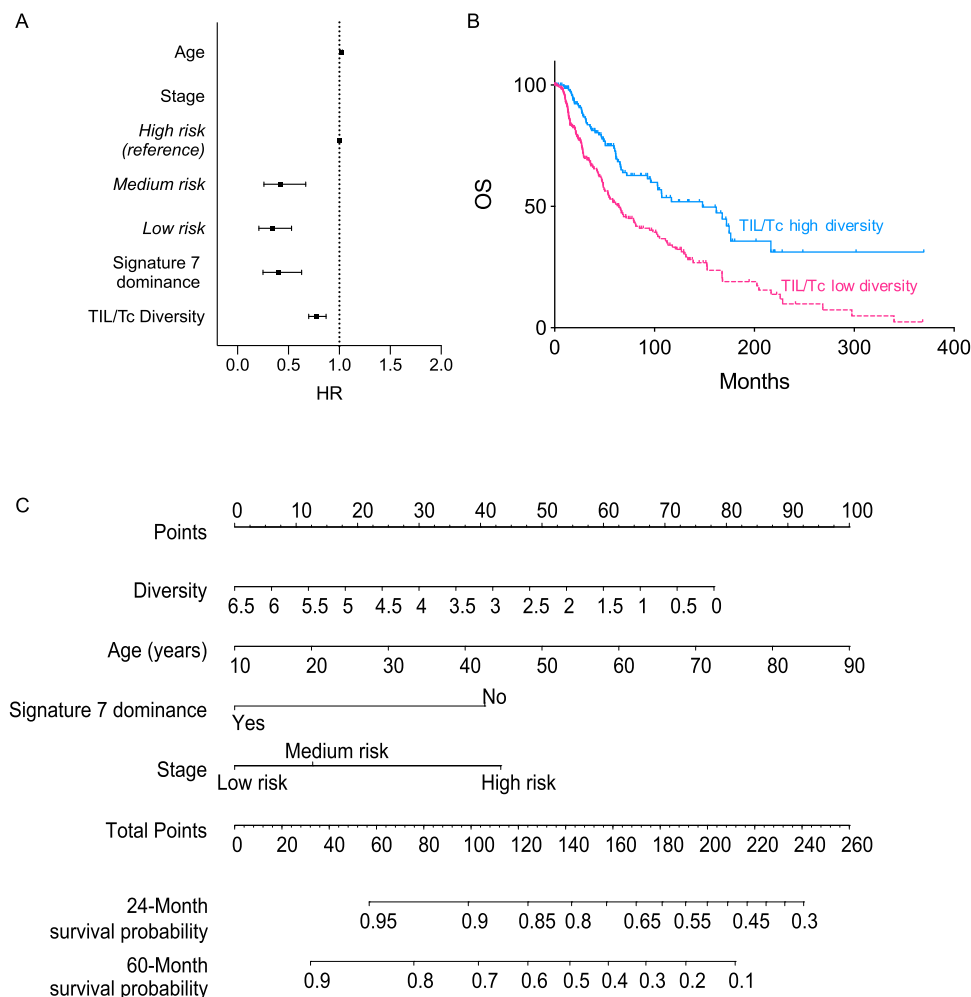 A
Age
Stage
High risk
(reference)
Medium risk
Low risk
Signature 7
dominance
TIL/Tc Diversity
0.0 0.5 1.0 1.5 2.0
HR
B
OS
100
50
0
TIL/Tc high diversity
TIL/Tc low diversity
0 100 200 300 400
Months
C
Points
0 10 20 30 40 50 60 70 80 90 100
Diversity
6.5 6 5.5 5 4.5 4 3.5 3 2.5 2 1.5 1 0.5 0
Age (years)
10 20 30 40 50 60 70 80 90
Signature 7 dominance
No
Yes
Stage
Medium risk
Low risk High risk
Total Points
0 20 40 60 80 100 120 140 160 180 200 220 240 260
24-Month
survival probability
0.95 0.9 0.85 0.8 0.65 0.55 0.45 0.3
60-Month
survival probability
0.9 0.8 0.7 0.6 0.5 0.4 0.3 0.2 0.1